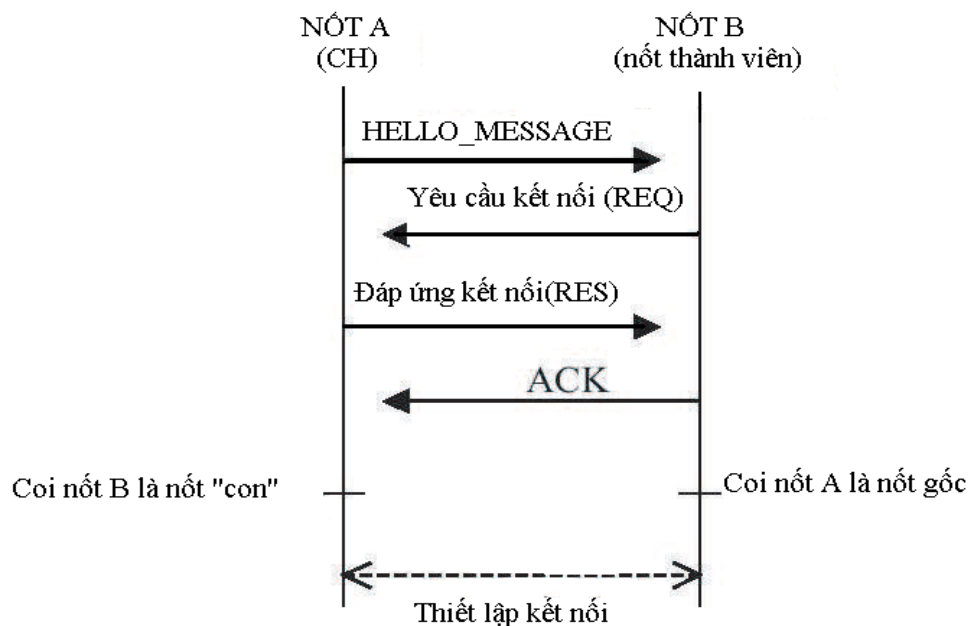 NỐT A
(CH)
NỐT B
(nốt thành viên)
HELLO_MESSAGE
Yêu cầu kết nối (REQ)
Đáp ứng kết nối(RES)
ACK
Coi nốt B là nốt "con"
Coi nốt A là nốt gốc
Thiết lập kết nối